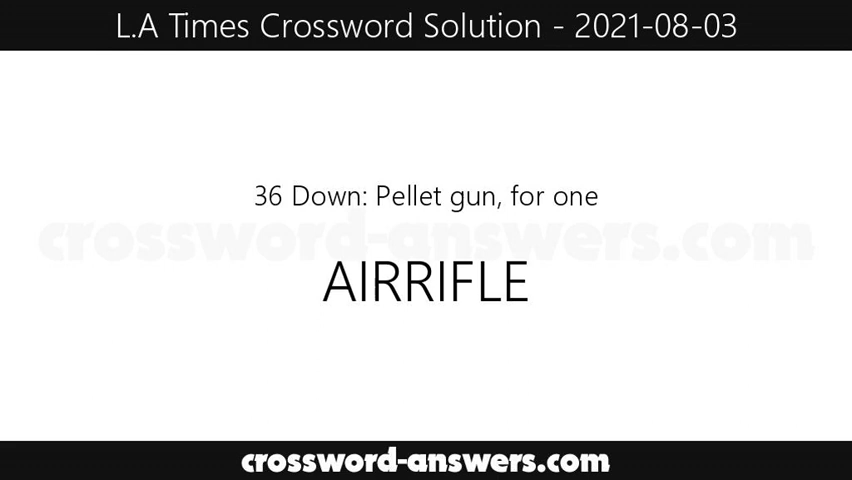 L.A Times Crossword Solution - 2021-08-03
36 Down: Pellet gun, for one
crossword-answers.com
AIRRIFLE
crossword-answers.com